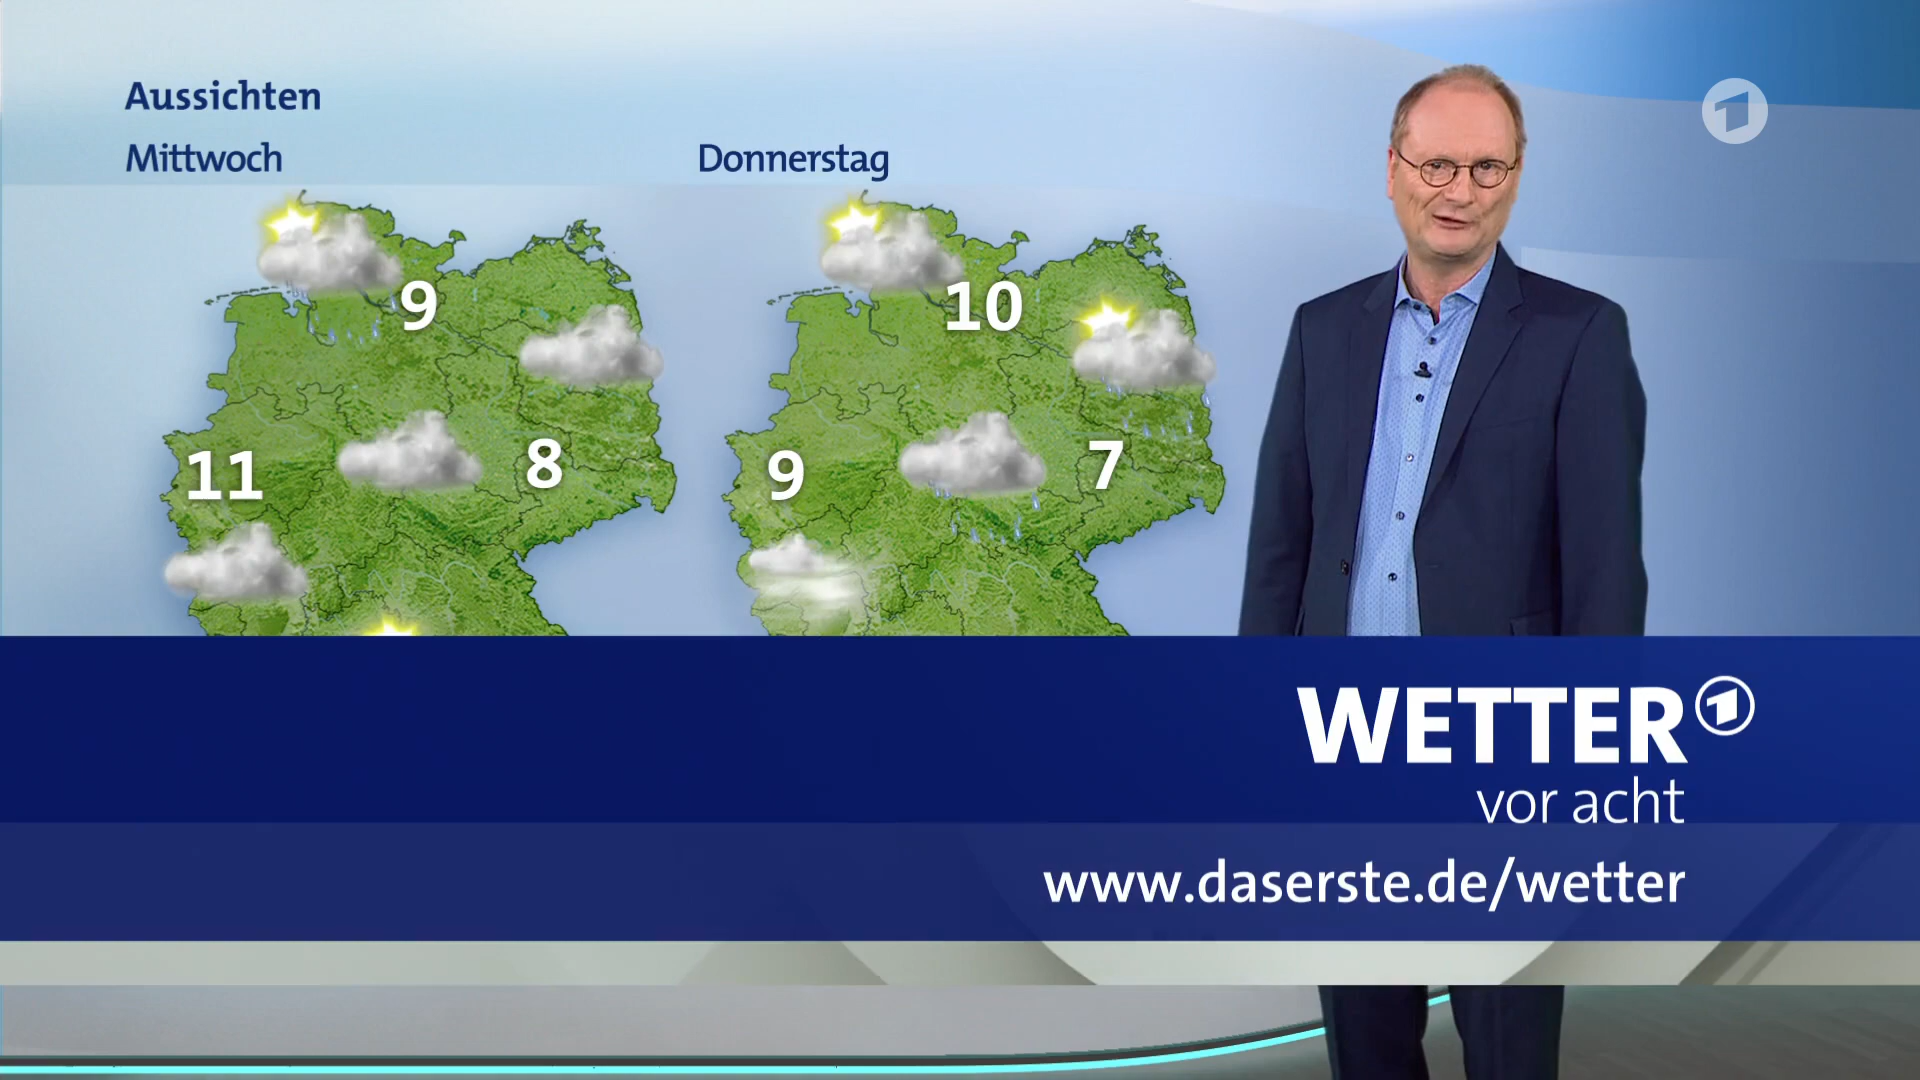 Aussichten
Mittwoch
Donnerstag
9
10
11
8
9
7
WETTER
vor acht
www.daserste.de/wetter